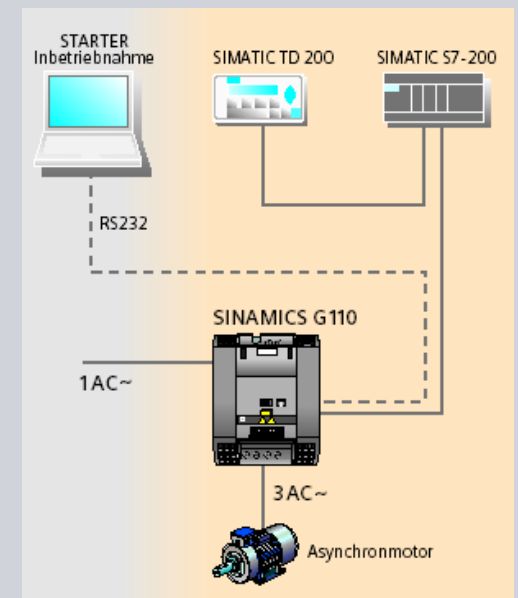 STARTER
Inbetriebnahme
SIMATIC TD 200
SIMATIC S7-200
RS232
SINAMICS G110
1AC~
3AC~
Asynchronmotor